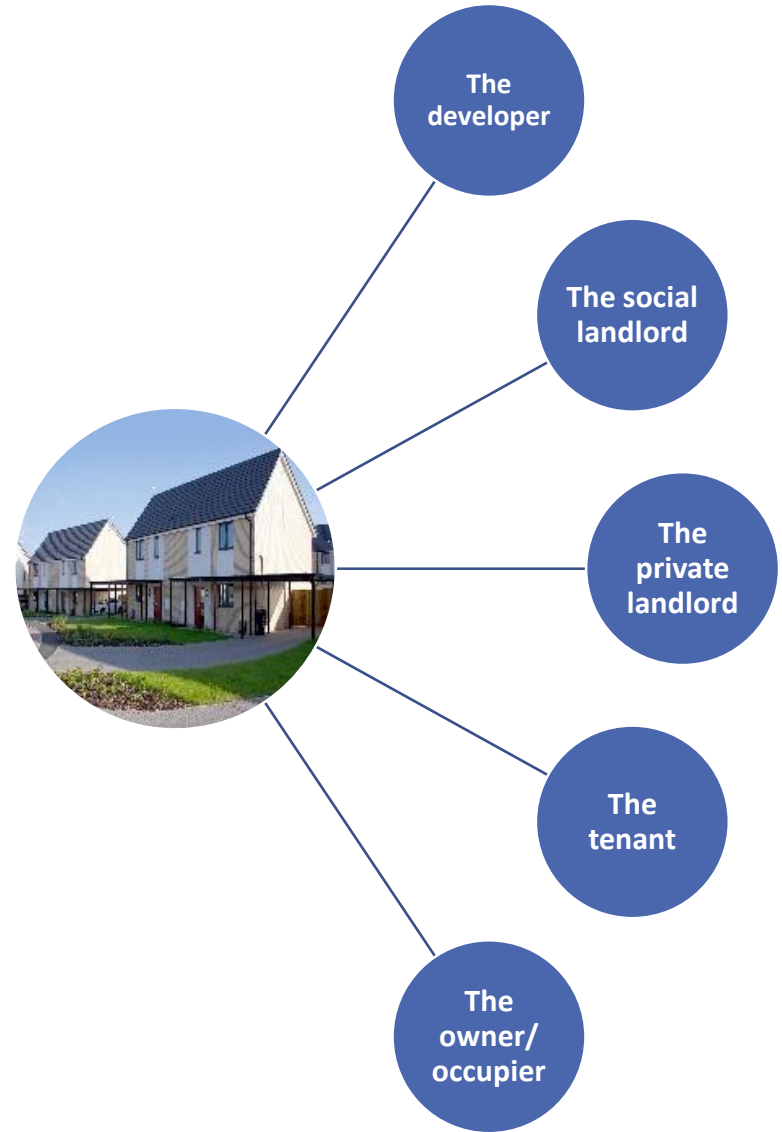 The
developer
The social
landlord
The
private
landlord
The
tenant
The
owner/
occupier